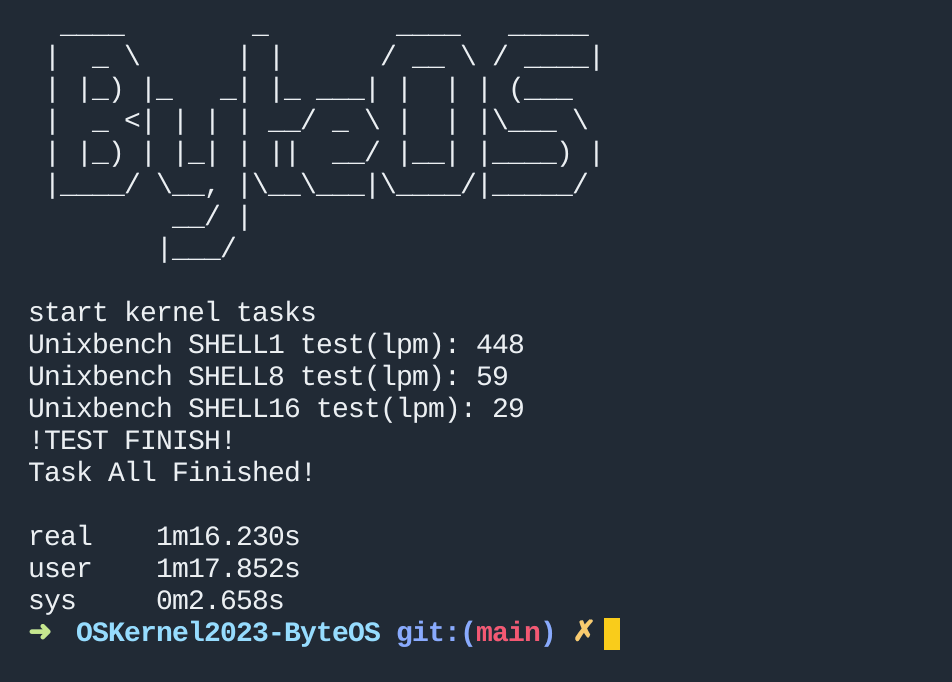 ____        _        ____   _____
 |  _ \      | |      / __ \ / ____|
 | |_) |_   _| |_ ___| |  | | (___
 |  _ <| | | | __/ _ \ |  | |\___ \
 | |_) | |_| | ||  __/ |__| |____) |
 |____/ \__, |\__\___|\____/|_____/
         __/ |
        |___/
start kernel tasks
Unixbench SHELL1 test(lpm): 448
Unixbench SHELL8 test(lpm): 59
Unixbench SHELL16 test(lpm): 29
!TEST FINISH!
Task All Finished!
real    1m16.230s
user    1m17.852s
sys     0m2.658s
➜  OSKernel2023-ByteOS git:(main) ✗